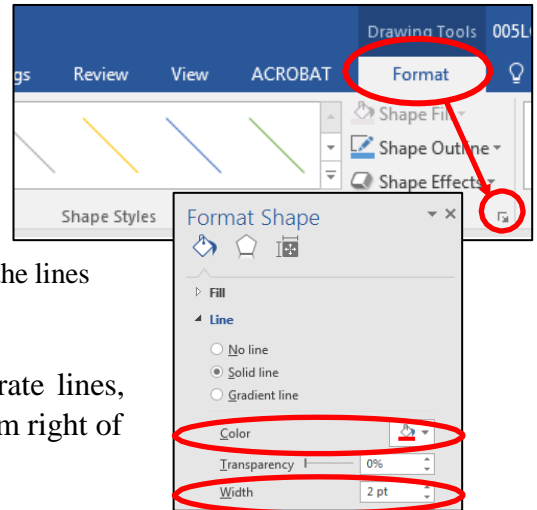 Drawing Tools 005L
gs Review View ACROBAT Format
Shape Fill
Shape Outline
Shape Effects
Shape Styles
Format Shape
Fill
Line
No line
Solid line
Gradient line
Color
Transparency 0%
Width 2 pt
he lines
rate lines,
m right of